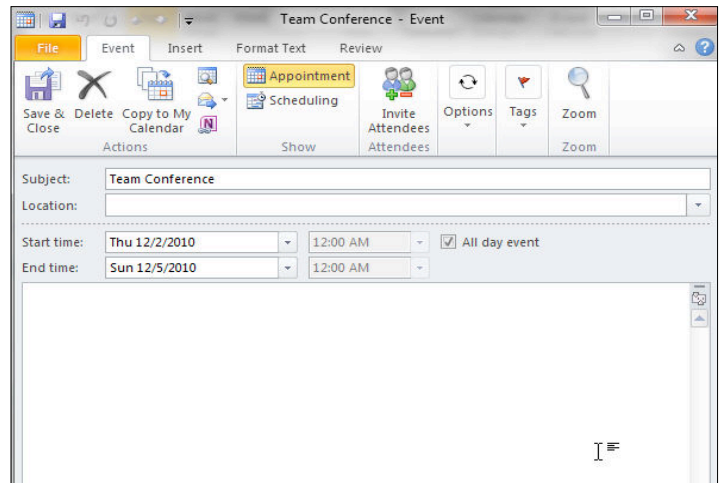 Team Conference - Event
File Event Insert Format Text Review
Save & Close
Delete
Copy to My Calendar
Actions
Appointment
Scheduling
Show
Invite Attendees
Attendees
Options
Tags
Zoom
Zoom
Subject: Team Conference
Location:
Start time: Thu 12/2/2010 12:00 AM All day event
End time: Sun 12/5/2010 12:00 AM